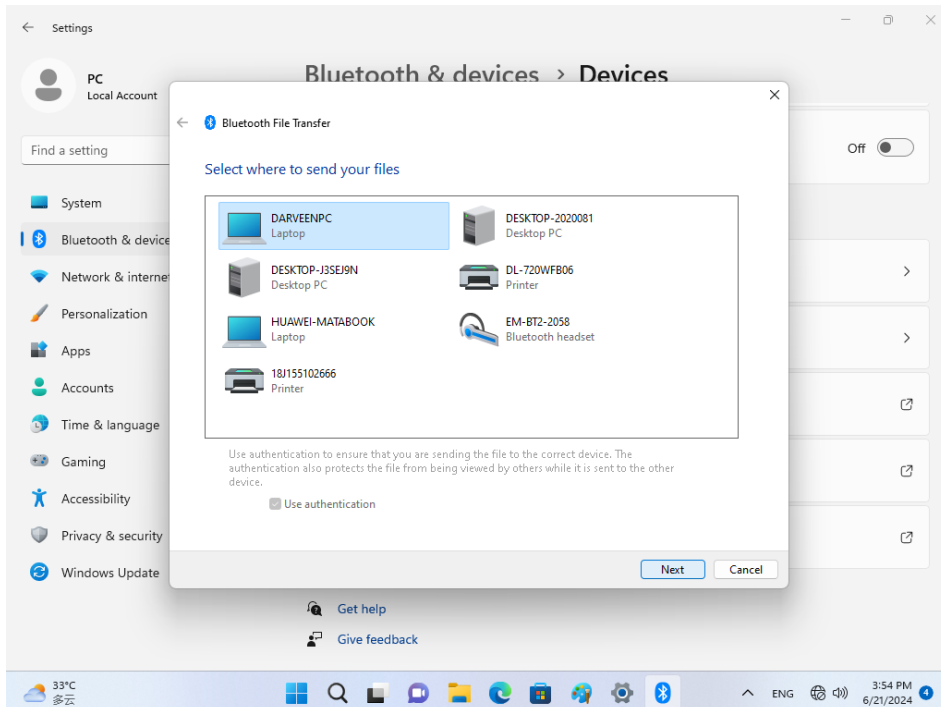 Settings
PC
Local Account
Find a setting
System
Bluetooth & device
Network & interne
Personalization
Apps
Accounts
Time & language
Gaming
Accessibility
Privacy & security
Windows Update
Bluetooth & devices > Devices
Off
Bluetooth File Transfer
Select where to send your files
DARVEENPC
Laptop
DESKTOP-2020081
Desktop PC
DESKTOP-J3SEJ9N
Desktop PC
DL-720WFB06
Printer
HUAWEI-MATABOOK
Laptop
EM-BT2-2058
Bluetooth headset
18J155102666
Printer
Use authentication to ensure that you are sending the file to the correct device. The
authentication also protects the file from being viewed by others while it is sent to the other
device.
Use authentication
Next
Cancel
Get help
Give feedback
33°C
多云
ENG
3:54 PM
6/21/2024
4